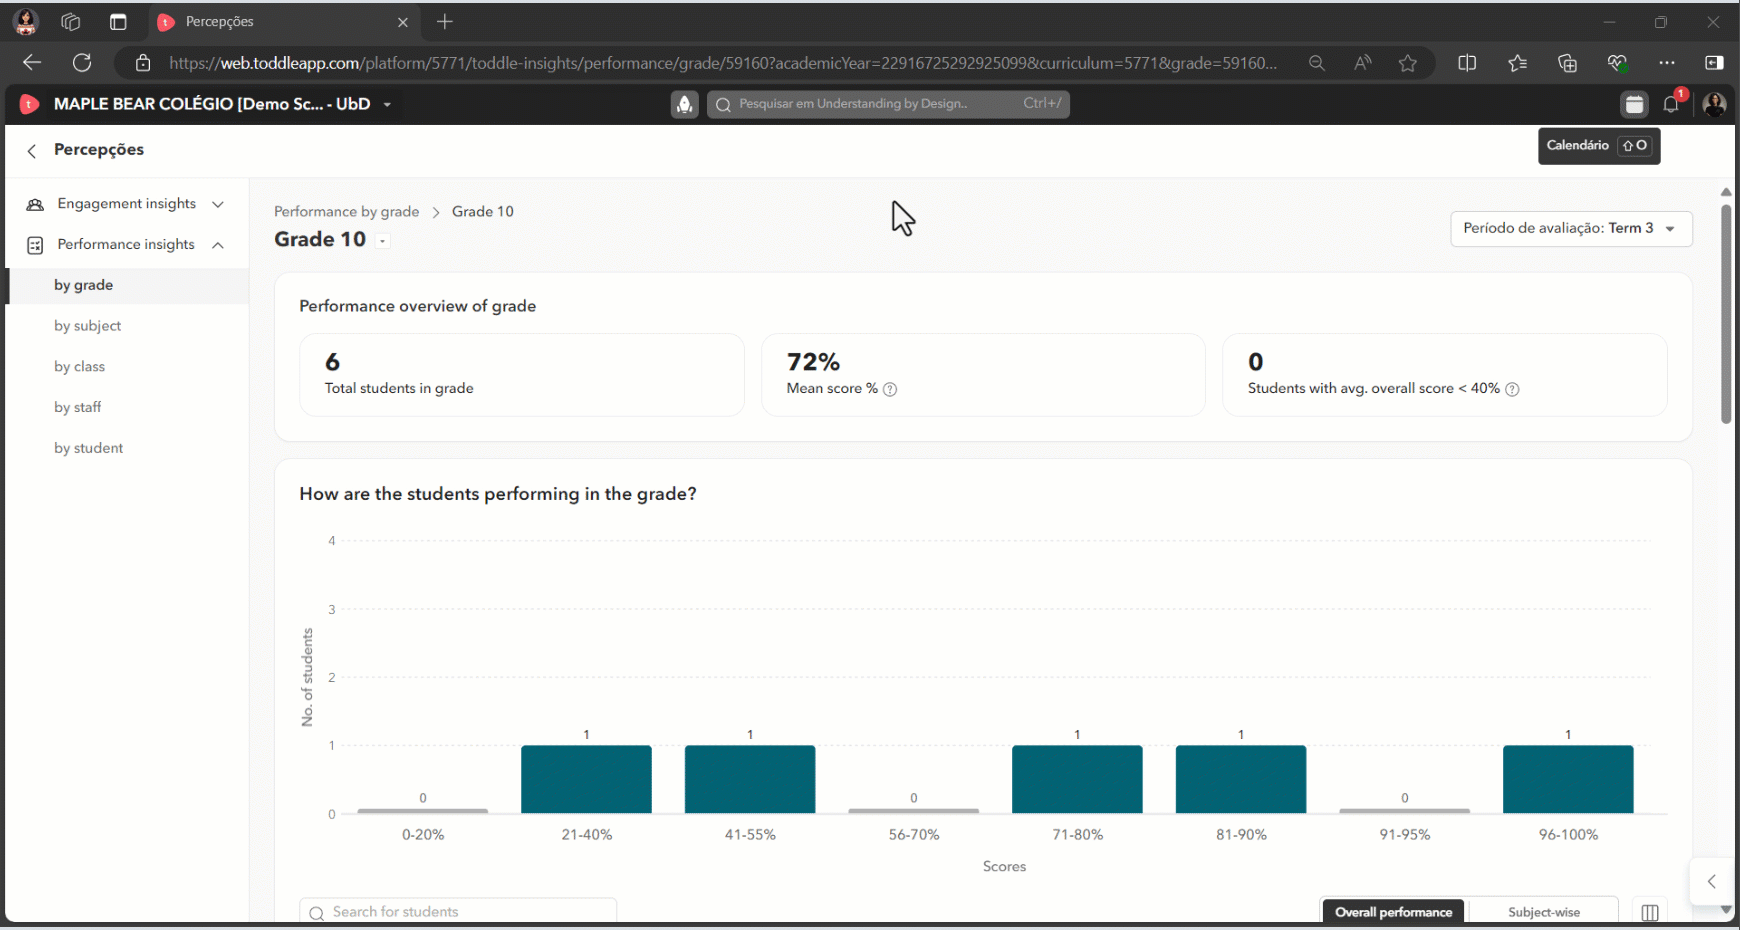 Percepções
https://web.toddleapp.com/platform/5771/toddle-insights/performance/grade/59160?academicYear=22916725292925099&curriculum=5771&grade=59160...
MAPLE BEAR COLÉGIO [Demo Sc... - UbD
Pesquisar em Understanding by Design.. Ctrl+/
1
Percepções
Calendário ⇧ O
Engagement insights
Performance insights
by grade
by subject
by class
by staff
by student
Performance by grade > Grade 10
Grade 10
Período de avaliação: Term 3
Performance overview of grade
6
Total students in grade
72%
Mean score % ?
0
Students with avg. overall score < 40% ?
How are the students performing in the grade?
No. of students
4
3
2
1
0
0 1 1 0 1 1 0 1
0-20% 21-40% 41-55% 56-70% 71-80% 81-90% 91-95% 96-100%
Scores
Search for students
Overall performance Subject-wise